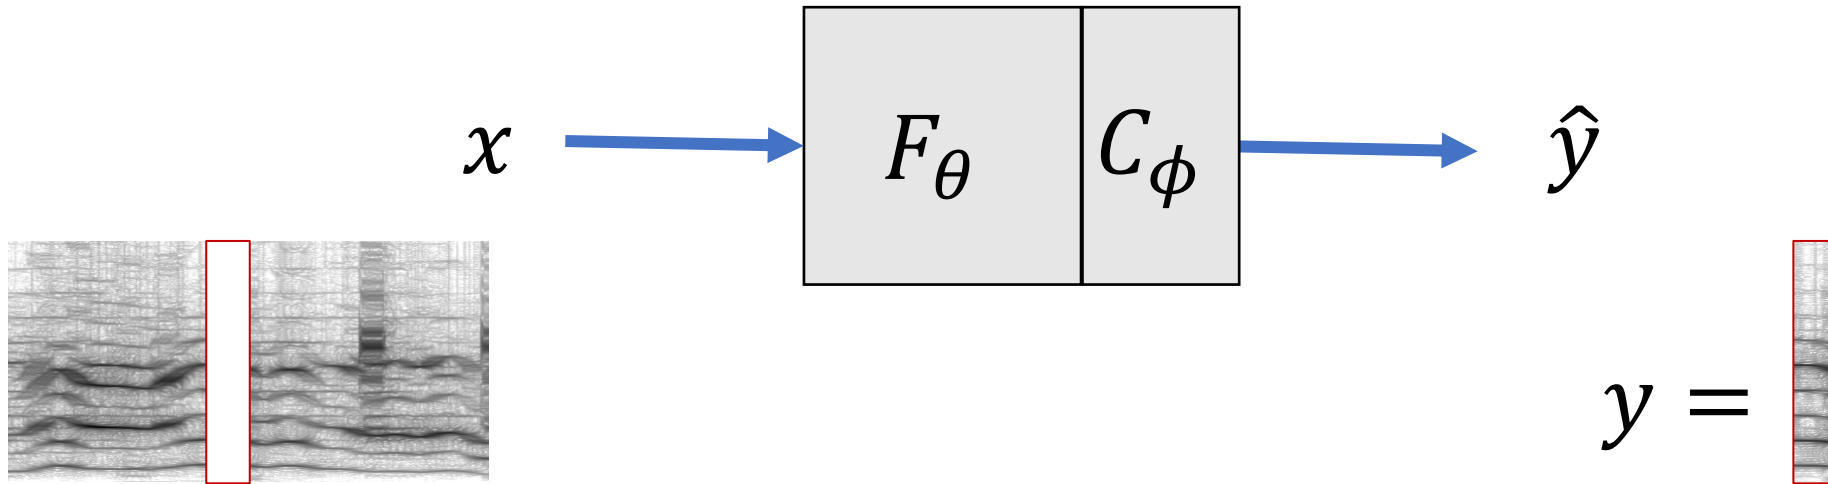 x
F_θ
C_ϕ
ŷ
y =